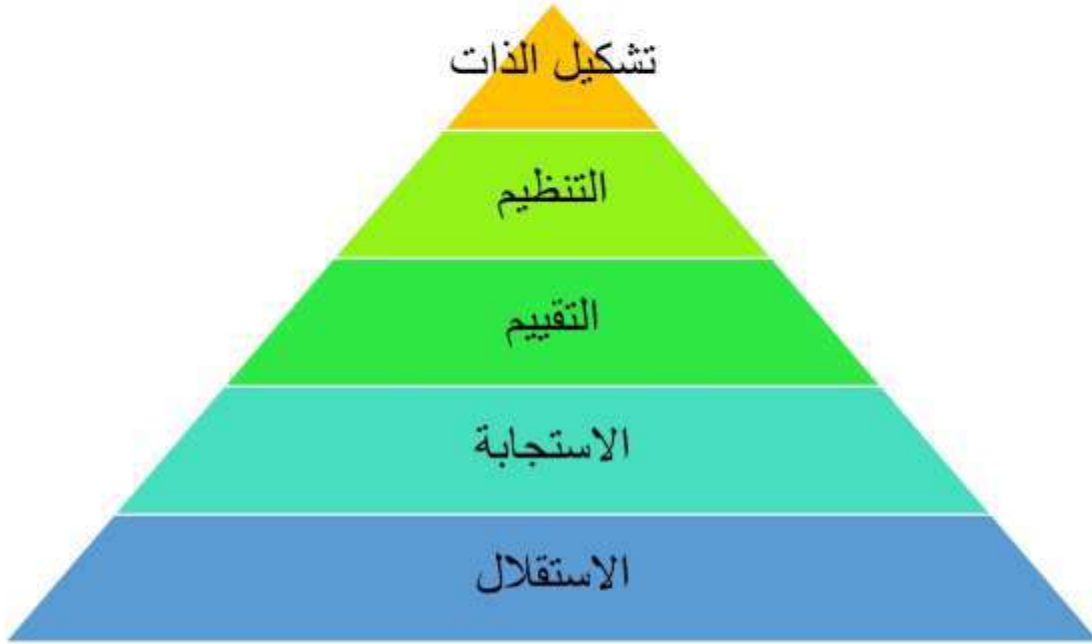 تشكيل الذات
التنظيم
التقييم
الاستجابة
الاستقلال